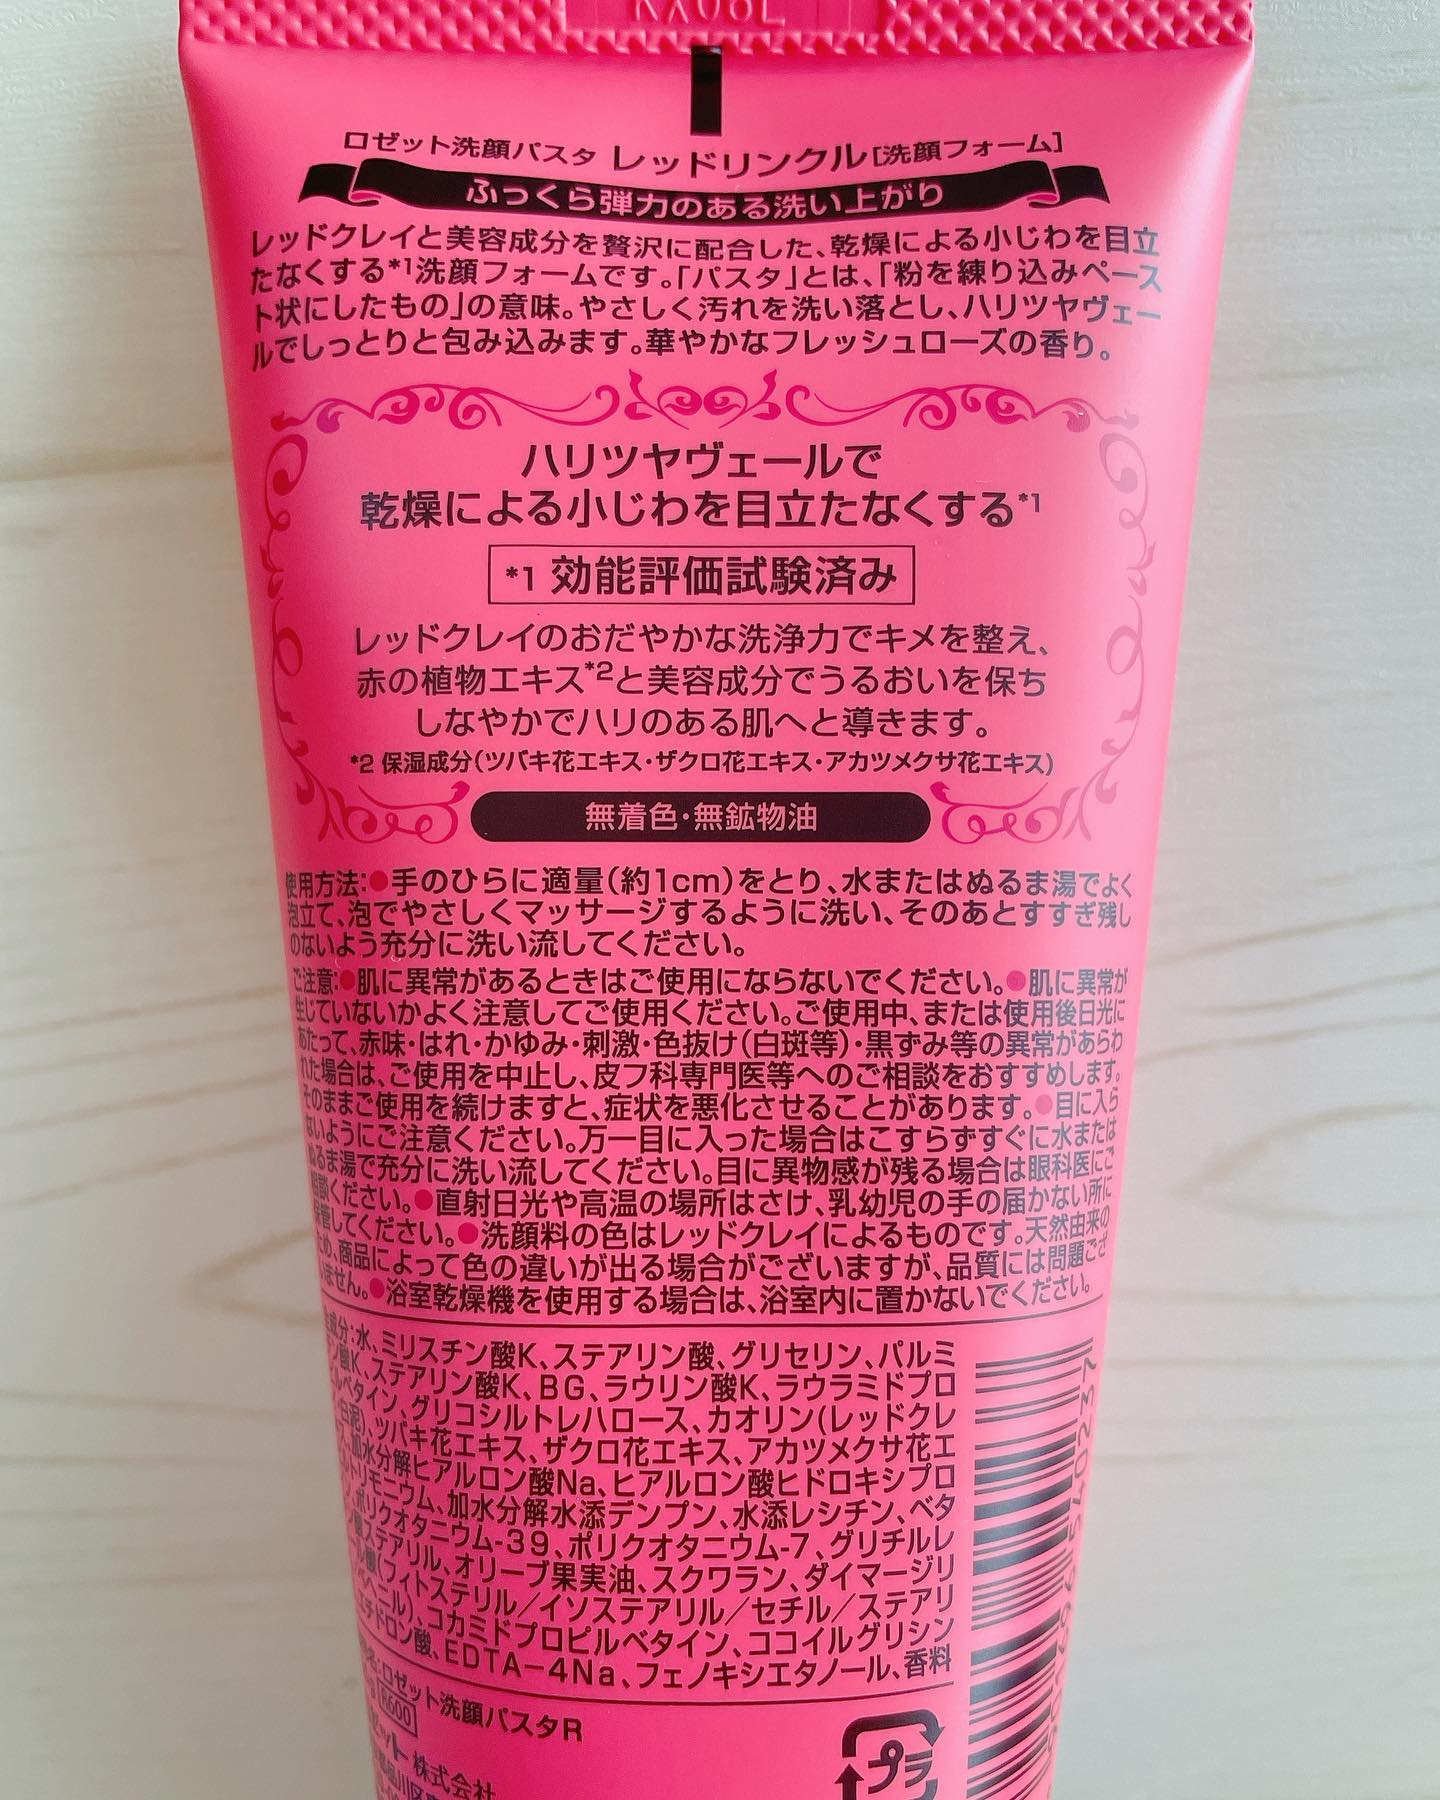 ロゼット洗顔パスタ レッドリンクル[洗顔フォーム]
ふっくら弾力のある洗い上がり
レッドクレイと美容成分を贅沢に配合した、乾燥による小じわを目立
たなくする*1洗顔フォームです。「パスタ」とは、「粉を練り込みペース
ト状にしたもの」の意味。やさしく汚れを洗い落とし、ハリツヤヴェー
ルでしっとりと包み込みます。華やかなフレッシュローズの香り。
ハリツヤヴェールで
乾燥による小じわを目立たなくする*1
*1 効能評価試験済み
レッドクレイのおだやかな洗浄力でキメを整え、
赤の植物エキス*2と美容成分でうるおいを保ち
しなやかでハリのある肌へと導きます。
*2 保湿成分(ツバキ花エキス・ザクロ花エキス・アカツメクサ花エキス)
無着色・無鉱物油
使用方法:●手のひらに適量(約1cm)をとり、水またはぬるま湯でよく
泡立て、泡でやさしくマッサージするように洗い、そのあとすすぎ残し
のないよう充分に洗い流してください。
ご注意:●肌に異常があるときはご使用にならないでください。●肌に異常が
生じていないかよく注意してご使用ください。ご使用中、または使用後日光に
あたって、赤味・はれ・かゆみ・刺激・色抜け(白斑等)・黒ずみ等の異常があらわ
れた場合は、ご使用を中止し、皮フ科専門医等へのご相談をおすすめします。
そのままご使用を続けますと、症状を悪化させることがあります。●目に入ら
ないようにご注意ください。万一目に入った場合はこすらずすぐに水または
ぬるま湯で充分に洗い流してください。目に異物感が残る場合は眼科医にご
相談ください。●直射日光や高温の場所はさけ、乳幼児の手の届かない所に
保管してください。●洗顔料の色はレッドクレイによるものです。天然由来の
ため、商品によって色の違いが出る場合がございますが、品質には問題ござ
いません。●浴室乾燥機を使用する場合は、浴室内に置かないでください。
成分:水、ミリスチン酸K、ステアリン酸、グリセリン、パルミ
ン酸K、ステアリン酸K、BG、ラウリン酸K、ラウラミドプロ
ルベタイン、グリコシルトレハロース、カオリン(レッドクレ
白泥)、ツバキ花エキス、ザクロ花エキス、アカツメクサ花エ
、加水分解ヒアルロン酸Na、ヒアルロン酸ヒドロキシプロ
トリモニウム、加水分解水添デンプン、水添レシチン、ベタ
ポリクオタニウム-39、ポリクオタニウム-7、グリチルレ
酸ステアリル、オリーブ果実油、スクワラン、ダイマージリ
ル酸(フィトステリル/イソステアリル/セチル/ステアリ
ベヘニル)、コカミドプロピルベタイン、ココイルグリシン
チドロン酸、EDTA-4Na、フェノキシエタノール、香料
名:ロゼット洗顔パスタR
R600
ゼット株式会社
品川区
プラ